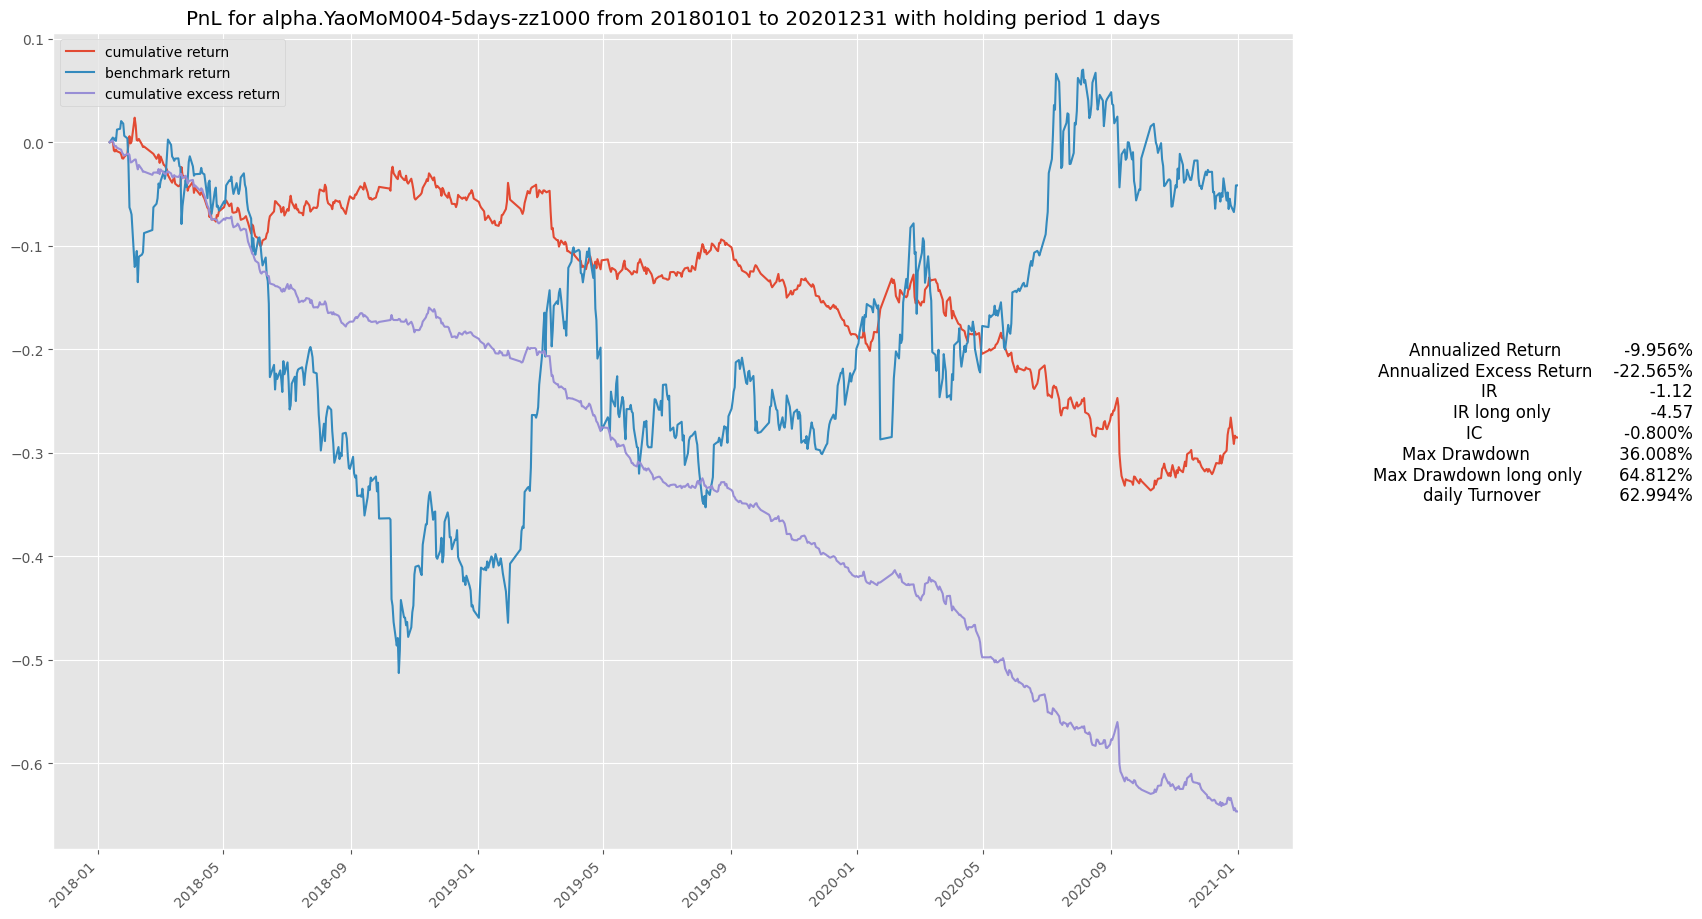 PnL for alpha.YaoMoM004-5days-zz1000 from 20180101 to 20201231 with holding period 1 days
cumulative return
benchmark return
cumulative excess return
0.1
0.0
−0.1
−0.2
−0.3
−0.4
−0.5
−0.6
2018-01
2018-05
2018-09
2019-01
2019-05
2019-09
2020-01
2020-05
2020-09
2021-01
Annualized Return -9.956%
Annualized Excess Return -22.565%
IR -1.12
IR long only -4.57
IC -0.800%
Max Drawdown 36.008%
Max Drawdown long only 64.812%
daily Turnover 62.994%